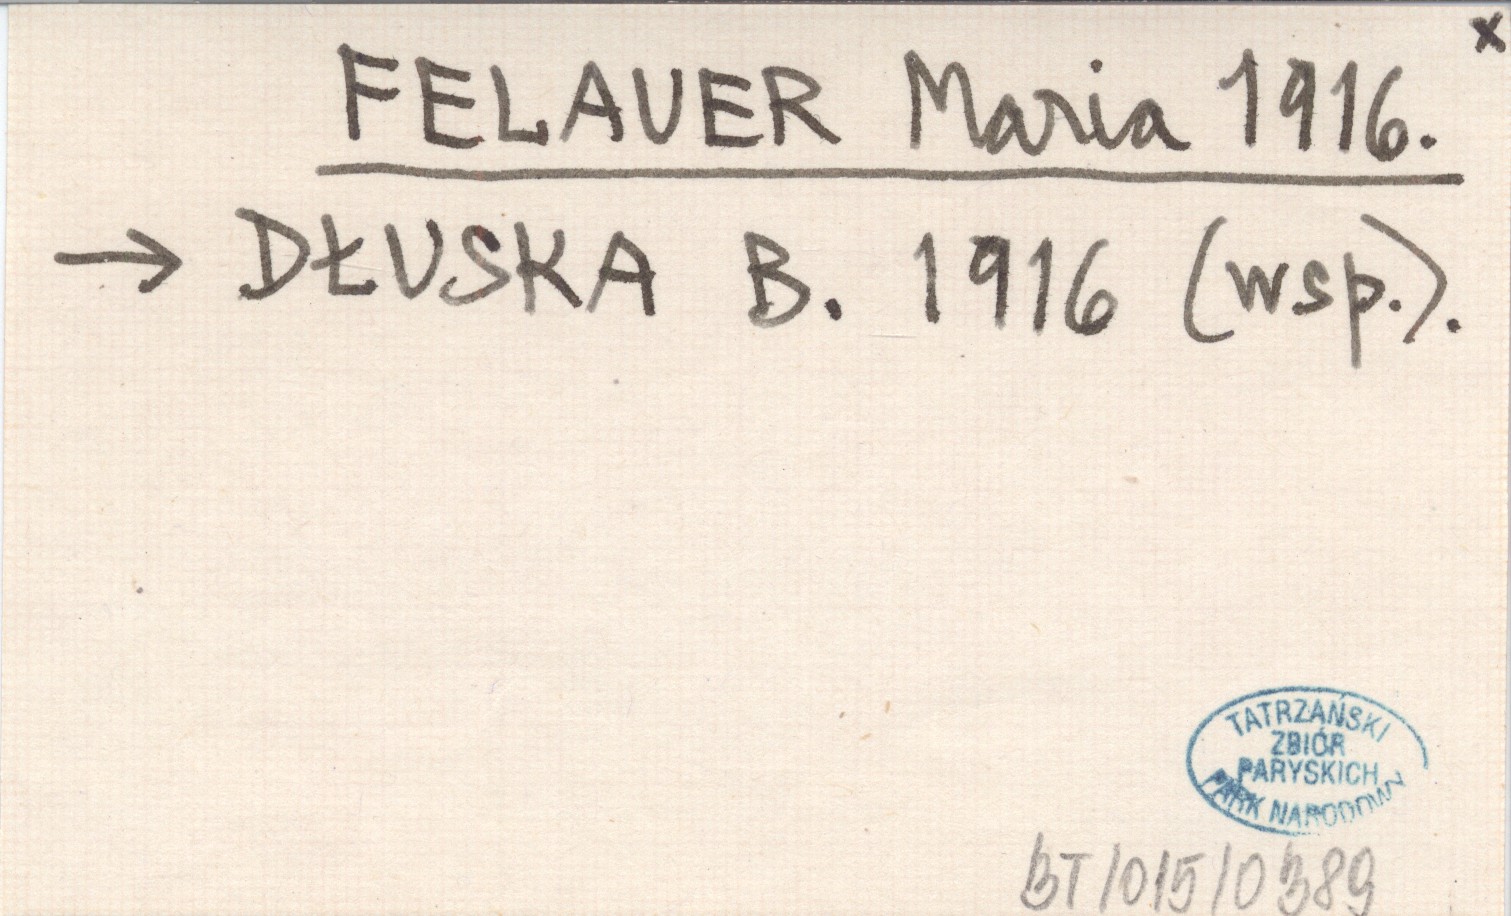 x
FELAUER Maria 1916.
→ DŁUSKA B. 1916 (wsp.).
TATRZAŃSKI
ZBIÓR
PARYSKICH
PARK NARODOWY
BT/015/0389